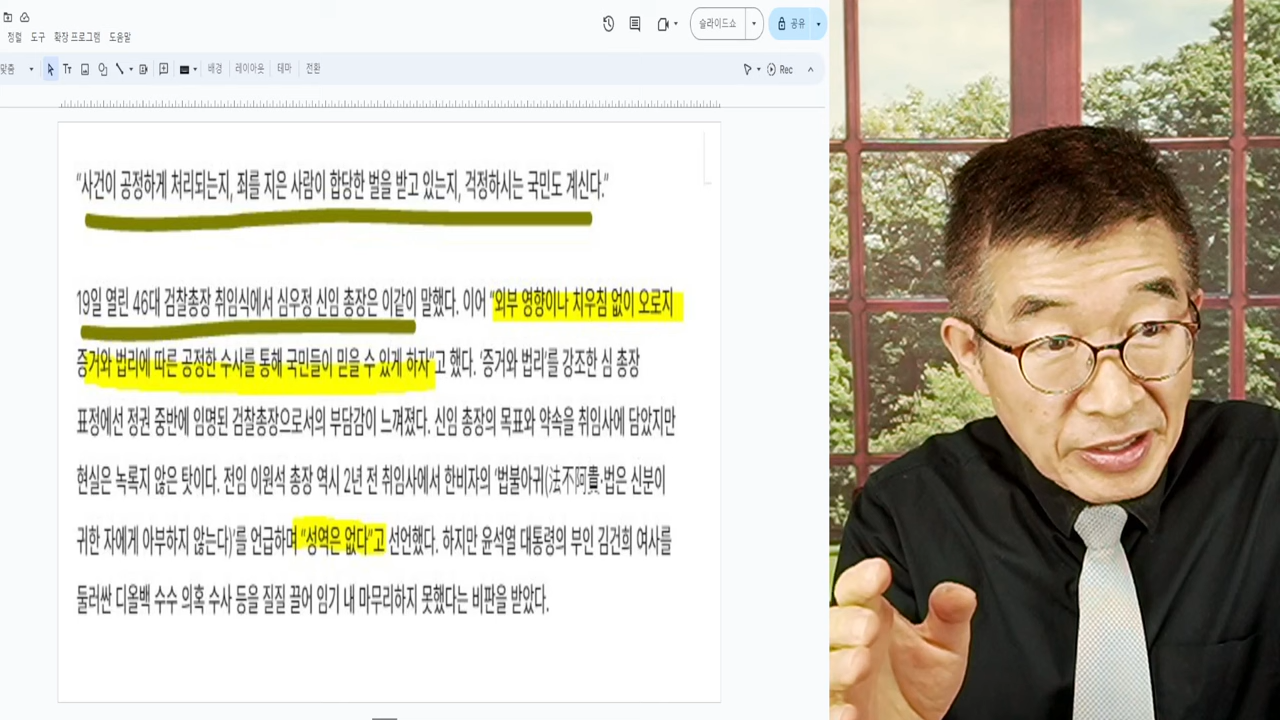 정렬 도구 확장 프로그램 도움말
슬라이드쇼
공유
맞춤
배경 레이아웃 테마 전환
Rec
“사건이 공정하게 처리되는지, 죄를 지은 사람이 합당한 벌을 받고 있는지, 걱정하시는 국민도 계신다.”
19일 열린 46대 검찰총장 취임식에서 심우정 신임 총장은 이같이 말했다. 이어 “외부 영향이나 치우침 없이 오로지
증거와 법리에 따른 공정한 수사를 통해 국민들이 믿을 수 있게 하자”고 했다. ‘증거와 법리’를 강조한 심 총장
표정에선 정권 중반에 임명된 검찰총장으로서의 부담감이 느껴졌다. 신임 총장의 목표와 약속을 취임사에 담았지만
현실은 녹록지 않은 탓이다. 전임 이원석 총장 역시 2년 전 취임사에서 한비자의 ‘법불아귀(法不阿貴·법은 신분이
귀한 자에게 아부하지 않는다)’를 언급하며 “성역은 없다”고 선언했다. 하지만 윤석열 대통령의 부인 김건희 여사를
둘러싼 디올백 수수 의혹 수사 등을 질질 끌어 임기 내 마무리하지 못했다는 비판을 받았다.